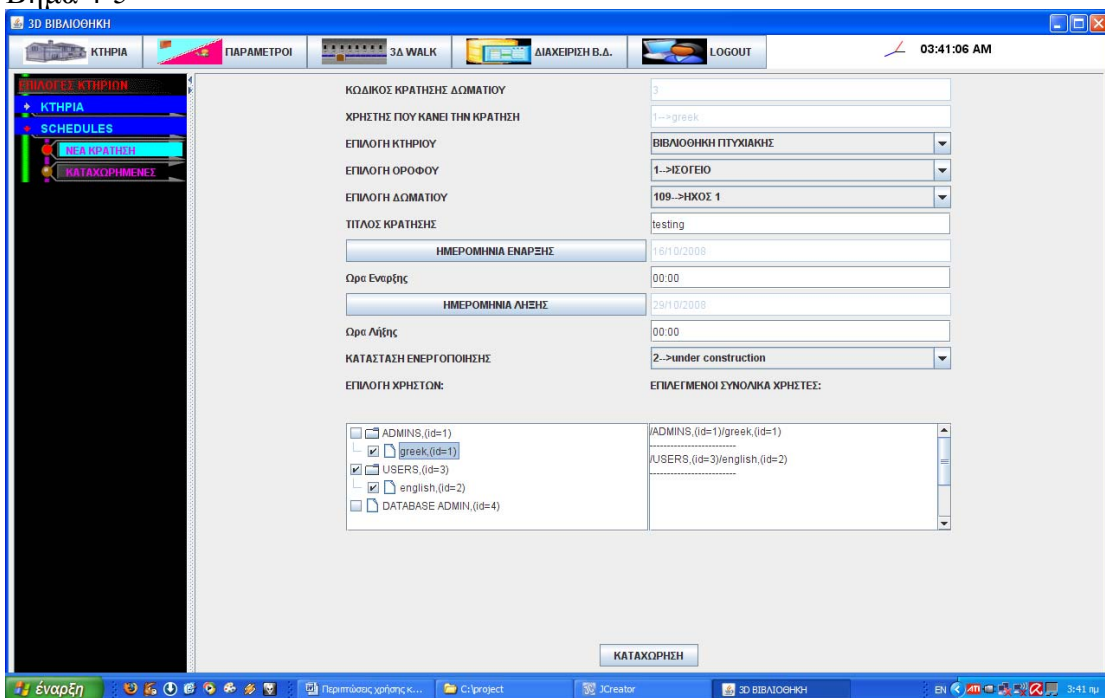 Βήμα 4-5
3D ΒΙΒΛΙΟΘΗΚΗ
ΚΤΗΡΙΑ
ΠΑΡΑΜΕΤΡΟΙ
3Δ WALK
ΔΙΑΧΕΙΡΙΣΗ Β.Δ.
LOGOUT
03:41:06 AM
ΕΠΙΛΟΓΕΣ ΚΤΗΡΙΩΝ
ΚΤΗΡΙΑ
SCHEDULES
ΝΕΑ ΚΡΑΤΗΣΗ
ΚΑΤΑΧΩΡΗΜΕΝΕΣ
ΚΩΔΙΚΟΣ ΚΡΑΤΗΣΗΣ ΔΩΜΑΤΙΟΥ 3
ΧΡΗΣΤΗΣ ΠΟΥ ΚΑΝΕΙ ΤΗΝ ΚΡΑΤΗΣΗ 1-->greek
ΕΠΙΛΟΓΗ ΚΤΗΡΙΟΥ ΒΙΒΛΙΟΘΗΚΗ ΠΤΥΧΙΑΚΗΣ
ΕΠΙΛΟΓΗ ΟΡΟΦΟΥ 1-->ΙΣΟΓΕΙΟ
ΕΠΙΛΟΓΗ ΔΩΜΑΤΙΟΥ 109-->ΗΧΟΣ 1
ΤΙΤΛΟΣ ΚΡΑΤΗΣΗΣ testing
ΗΜΕΡΟΜΗΝΙΑ ΕΝΑΡΞΗΣ 16/10/2008
Ωρα Εναρξης 00:00
ΗΜΕΡΟΜΗΝΙΑ ΛΗΞΗΣ 29/10/2008
Ωρα Λήξης 00:00
ΚΑΤΑΣΤΑΣΗ ΕΝΕΡΓΟΠΟΙΗΣΗΣ 2-->under construction
ΕΠΙΛΟΓΗ ΧΡΗΣΤΩΝ: ΕΠΙΛΕΓΜΕΝΟΙ ΣΥΝΟΛΙΚΑ ΧΡΗΣΤΕΣ:
ADMINS,(id=1)
greek,(id=1)
USERS,(id=3)
english,(id=2)
DATABASE ADMIN,(id=4)
/ADMINS,(id=1)/greek,(id=1)
-------------------------
/USERS,(id=3)/english,(id=2)
-------------------------
ΚΑΤΑΧΩΡΗΣΗ
έναρξη
Περιπτώσεις χρήσης κ...
C:\project
JCreator
3D ΒΙΒΛΙΟΘΗΚΗ
EN
3:41 πμ